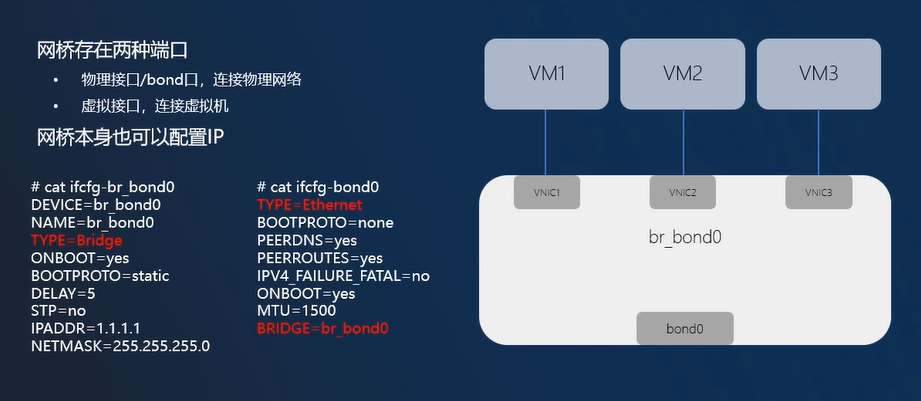 网桥存在两种端口
• 物理接口/bond口，连接物理网络
• 虚拟接口，连接虚拟机
网桥本身也可以配置IP
# cat ifcfg-br_bond0
DEVICE=br_bond0
NAME=br_bond0
TYPE=Bridge
ONBOOT=yes
BOOTPROTO=static
DELAY=5
STP=no
IPADDR=1.1.1.1
NETMASK=255.255.255.0
# cat ifcfg-bond0
TYPE=Ethernet
BOOTPROTO=none
PEERDNS=yes
PEERROUTES=yes
IPV4_FAILURE_FATAL=no
ONBOOT=yes
MTU=1500
BRIDGE=br_bond0
VM1
VM2
VM3
VNIC1
VNIC2
VNIC3
br_bond0
bond0